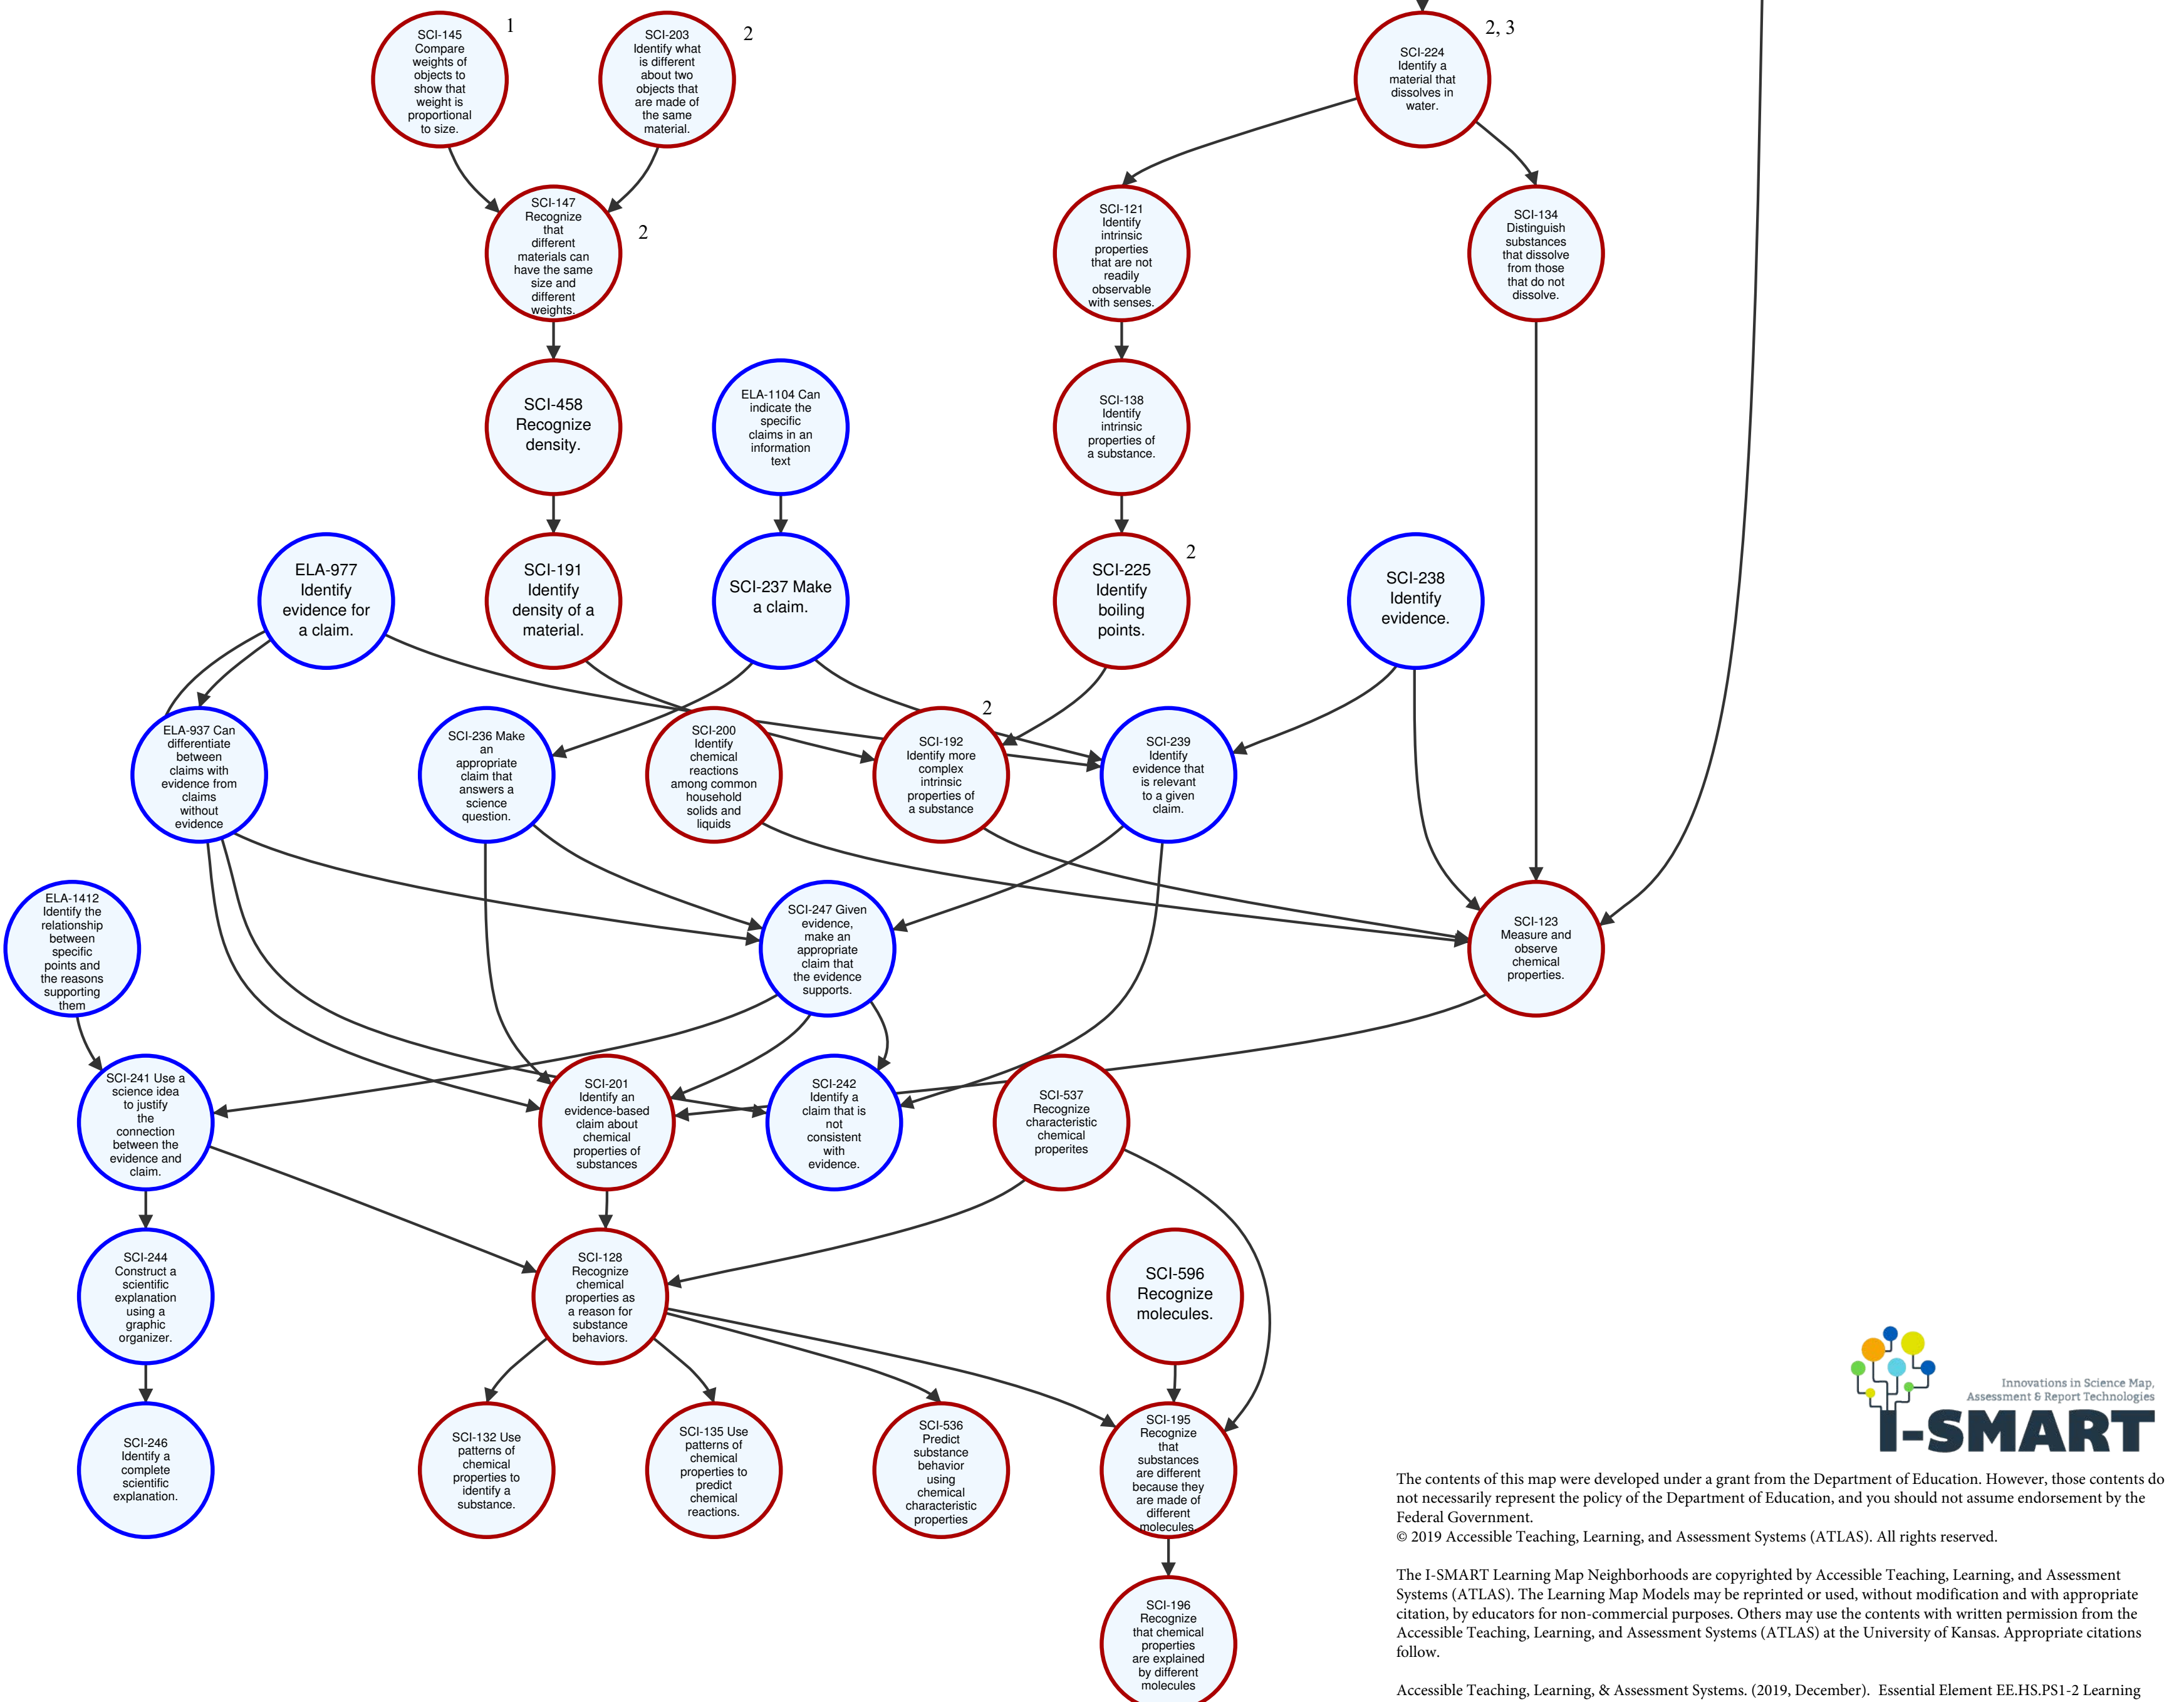 SCI-145
Compare
weights of
objects to
show that
weight is
proportional
to size.
1
SCI-203
Identify what
is different
about two
objects that
are made of
the same
material.
2
SCI-224
Identify a
material that
dissolves in
water.
2, 3
SCI-147
Recognize
that
different
materials can
have the same
size and
different
weights.
2
SCI-121
Identify
intrinsic
properties
that are not
readily
observable
with senses.
SCI-134
Distinguish
substances
that dissolve
from those
that do not
dissolve.
SCI-458
Recognize
density.
ELA-1104 Can
indicate the
specific
claims in an
information
text
SCI-138
Identify
intrinsic
properties of
a substance.
ELA-977
Identify
evidence for
a claim.
SCI-191
Identify
density of a
material.
SCI-237 Make
a claim.
SCI-225
Identify
boiling
points.
2
SCI-238
Identify
evidence.
ELA-937 Can
differentiate
between
claims with
evidence from
claims
without
evidence
SCI-236 Make
an
appropriate
claim that
answers a
science
question.
SCI-200
Identify
chemical
reactions
among common
household
solids and
liquids
SCI-192
Identify more
complex
intrinsic
properties of
a substance
2
SCI-239
Identify
evidence that
is relevant
to a given
claim.
ELA-1412
Identify the
relationship
between
specific
points and
the reasons
supporting
them
SCI-247 Given
evidence,
make an
appropriate
claim that
the evidence
supports.
SCI-123
Measure and
observe
chemical
properties.
SCI-241 Use a
science idea
to justify
the
connection
between the
evidence and
claim.
SCI-201
Identify an
evidence-based
claim about
chemical
properties of
substances
SCI-242
Identify a
claim that is
not
consistent
with
evidence.
SCI-537
Recognize
characteristic
chemical
properites
SCI-244
Construct a
scientific
explanation
using a
graphic
organizer.
SCI-128
Recognize
chemical
properties as
a reason for
substance
behaviors.
SCI-596
Recognize
molecules.
SCI-246
Identify a
complete
scientific
explanation.
SCI-132 Use
patterns of
chemical
properties to
identify a
substance.
SCI-135 Use
patterns of
chemical
properties to
predict
chemical
reactions.
SCI-536
Predict
substance
behavior
using
chemical
characteristic
properties
SCI-195
Recognize
that
substances
are different
because they
are made of
different
molecules.
SCI-196
Recognize
that chemical
properties
are explained
by different
molecules
Innovations in Science Map,
Assessment & Report Technologies
I-SMART
The contents of this map were developed under a grant from the Department of Education. However, those contents do
not necessarily represent the policy of the Department of Education, and you should not assume endorsement by the
Federal Government.
© 2019 Accessible Teaching, Learning, and Assessment Systems (ATLAS). All rights reserved.
The I-SMART Learning Map Neighborhoods are copyrighted by Accessible Teaching, Learning, and Assessment
Systems (ATLAS). The Learning Map Models may be reprinted or used, without modification and with appropriate
citation, by educators for non-commercial purposes. Others may use the contents with written permission from the
Accessible Teaching, Learning, and Assessment Systems (ATLAS) at the University of Kansas. Appropriate citations
follow.
Accessible Teaching, Learning, & Assessment Systems. (2019, December). Essential Element EE.HS.PS1-2 Learning